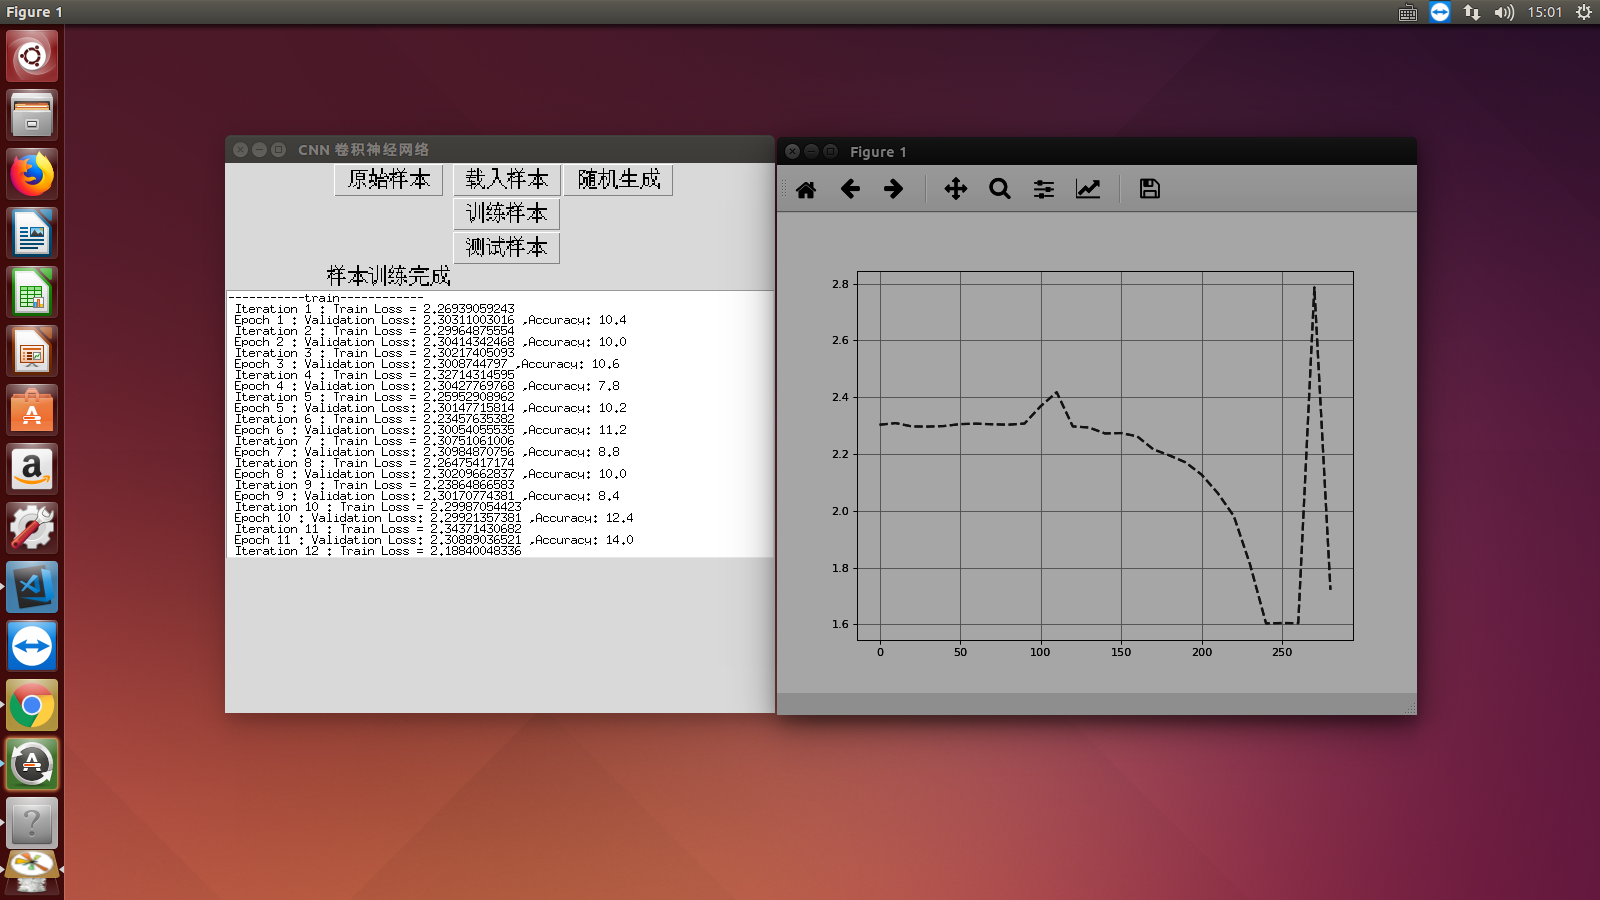 Figure 1
15:01
CNN 卷积神经网络
原始样本 载入样本 随机生成
训练样本
测试样本
样本训练完成
-----------train------------
Iteration 1 : Train Loss = 2.26939059243
Epoch 1 : Validation Loss: 2.30311003016 ,Accuracy: 10.4
Iteration 2 : Train Loss = 2.29964875554
Epoch 2 : Validation Loss: 2.30414342468 ,Accuracy: 10.0
Iteration 3 : Train Loss = 2.30217405093
Epoch 3 : Validation Loss: 2.3008744797 ,Accuracy: 10.6
Iteration 4 : Train Loss = 2.32714314595
Epoch 4 : Validation Loss: 2.30427769768 ,Accuracy: 7.8
Iteration 5 : Train Loss = 2.25952908962
Epoch 5 : Validation Loss: 2.30147715814 ,Accuracy: 10.2
Iteration 6 : Train Loss = 2.23457635382
Epoch 6 : Validation Loss: 2.30054055535 ,Accuracy: 11.2
Iteration 7 : Train Loss = 2.30751061006
Epoch 7 : Validation Loss: 2.30984870756 ,Accuracy: 8.8
Iteration 8 : Train Loss = 2.26475417174
Epoch 8 : Validation Loss: 2.30209662837 ,Accuracy: 10.0
Iteration 9 : Train Loss = 2.23864866583
Epoch 9 : Validation Loss: 2.30170774381 ,Accuracy: 8.4
Iteration 10 : Train Loss = 2.29987054423
Epoch 10 : Validation Loss: 2.29921357381 ,Accuracy: 12.4
Iteration 11 : Train Loss = 2.34371430682
Epoch 11 : Validation Loss: 2.30889036521 ,Accuracy: 14.0
Iteration 12 : Train Loss = 2.18840048336
Figure 1
2.8
2.6
2.4
2.2
2.0
1.8
1.6
0 50 100 150 200 250